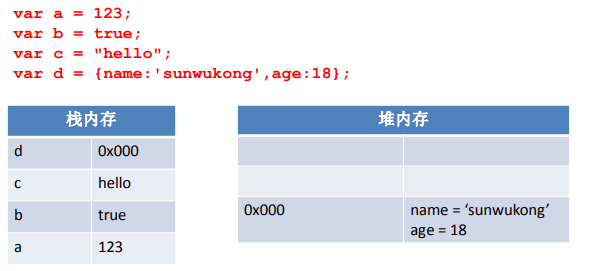 var a = 123;
var b = true;
var c = "hello";
var d = {name:'sunwukong',age:18};
栈内存
d 0x000
c hello
b true
a 123
堆内存
0x000 name = ‘sunwukong’
age = 18